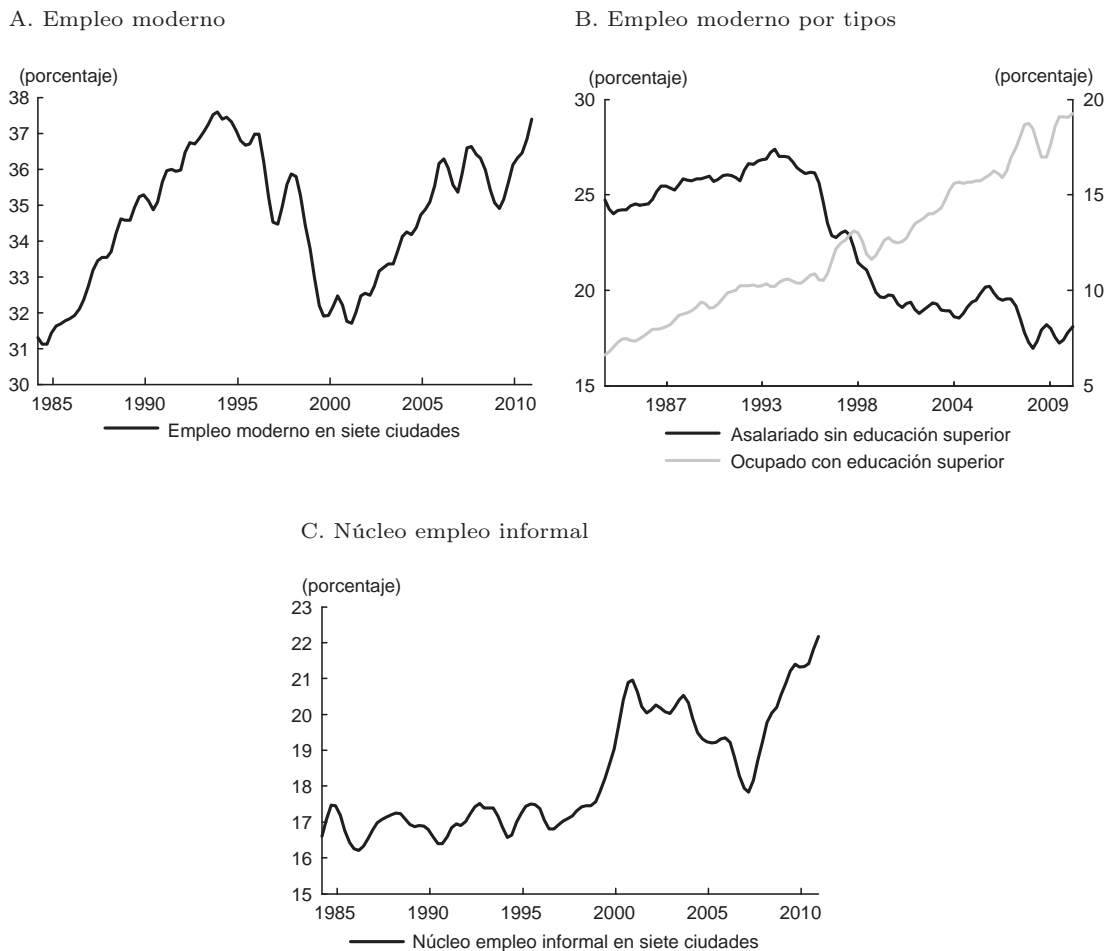 A. Empleo moderno
(porcentaje)
38
37
36
35
34
33
32
31
30
1985 1990 1995 2000 2005 2010
Empleo moderno en siete ciudades
B. Empleo moderno por tipos
(porcentaje) (porcentaje)
30 20
25 15
20 10
15 5
1987 1993 1998 2004 2009
Asalariado sin educación superior
Ocupado con educación superior
C. Núcleo empleo informal
(porcentaje)
23
22
21
20
19
18
17
16
15
1985 1990 1995 2000 2005 2010
Núcleo empleo informal en siete ciudades